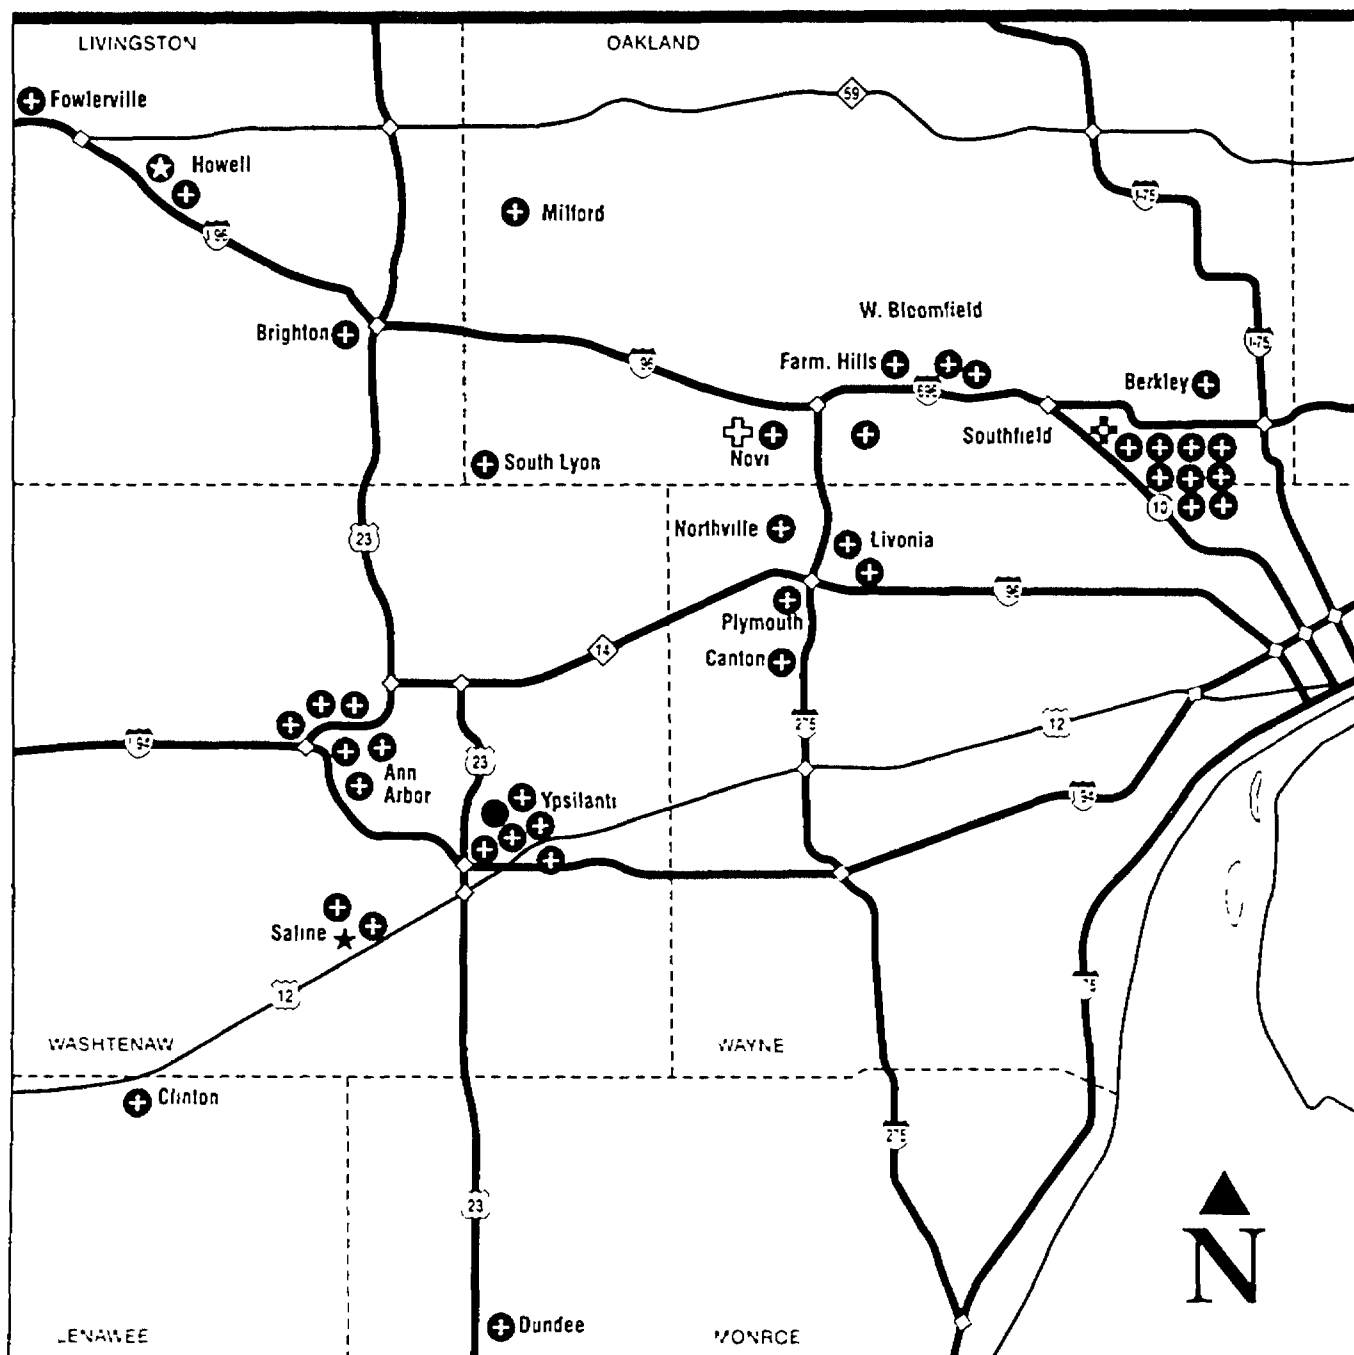 LIVINGSTON
OAKLAND
Fowlerville
59
Howell
I-75
Milford
I 96
W. Bloomfield
Brighton
I-75
96
Farm. Hills
Berkley
696
Southfield
Novi
South Lyon
10
Northville
23
Livonia
96
Plymouth
14
Canton
275
12
I-94
23
Ann
Arbor
Ypsilanti
I-94
Saline
75
12
WASHTENAW
WAYNE
Clinton
275
23
N
Dundee
LENAWEE
MONROE